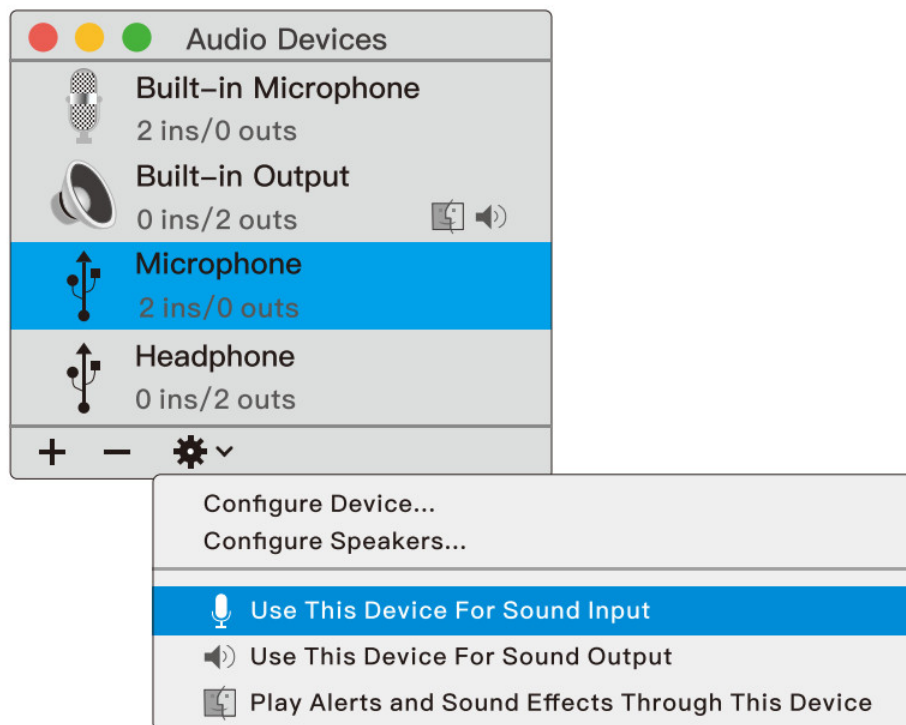 Audio Devices
Built-in Microphone
2 ins/0 outs
Built-in Output
0 ins/2 outs
Microphone
2 ins/0 outs
Headphone
0 ins/2 outs
Configure Device...
Configure Speakers...
Use This Device For Sound Input
Use This Device For Sound Output
Play Alerts and Sound Effects Through This Device